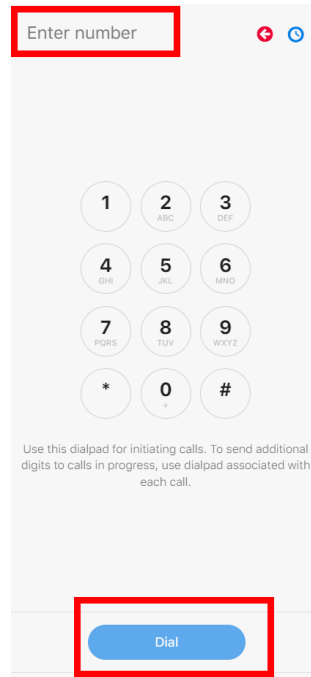 Enter number
1 2 3
ABC DEF
4 5 6
GHI JKL MNO
7 8 9
PQRS TUV WXYZ
* 0 #
+
Use this dialpad for initiating calls. To send additional
digits to calls in progress, use dialpad associated with
each call.
Dial